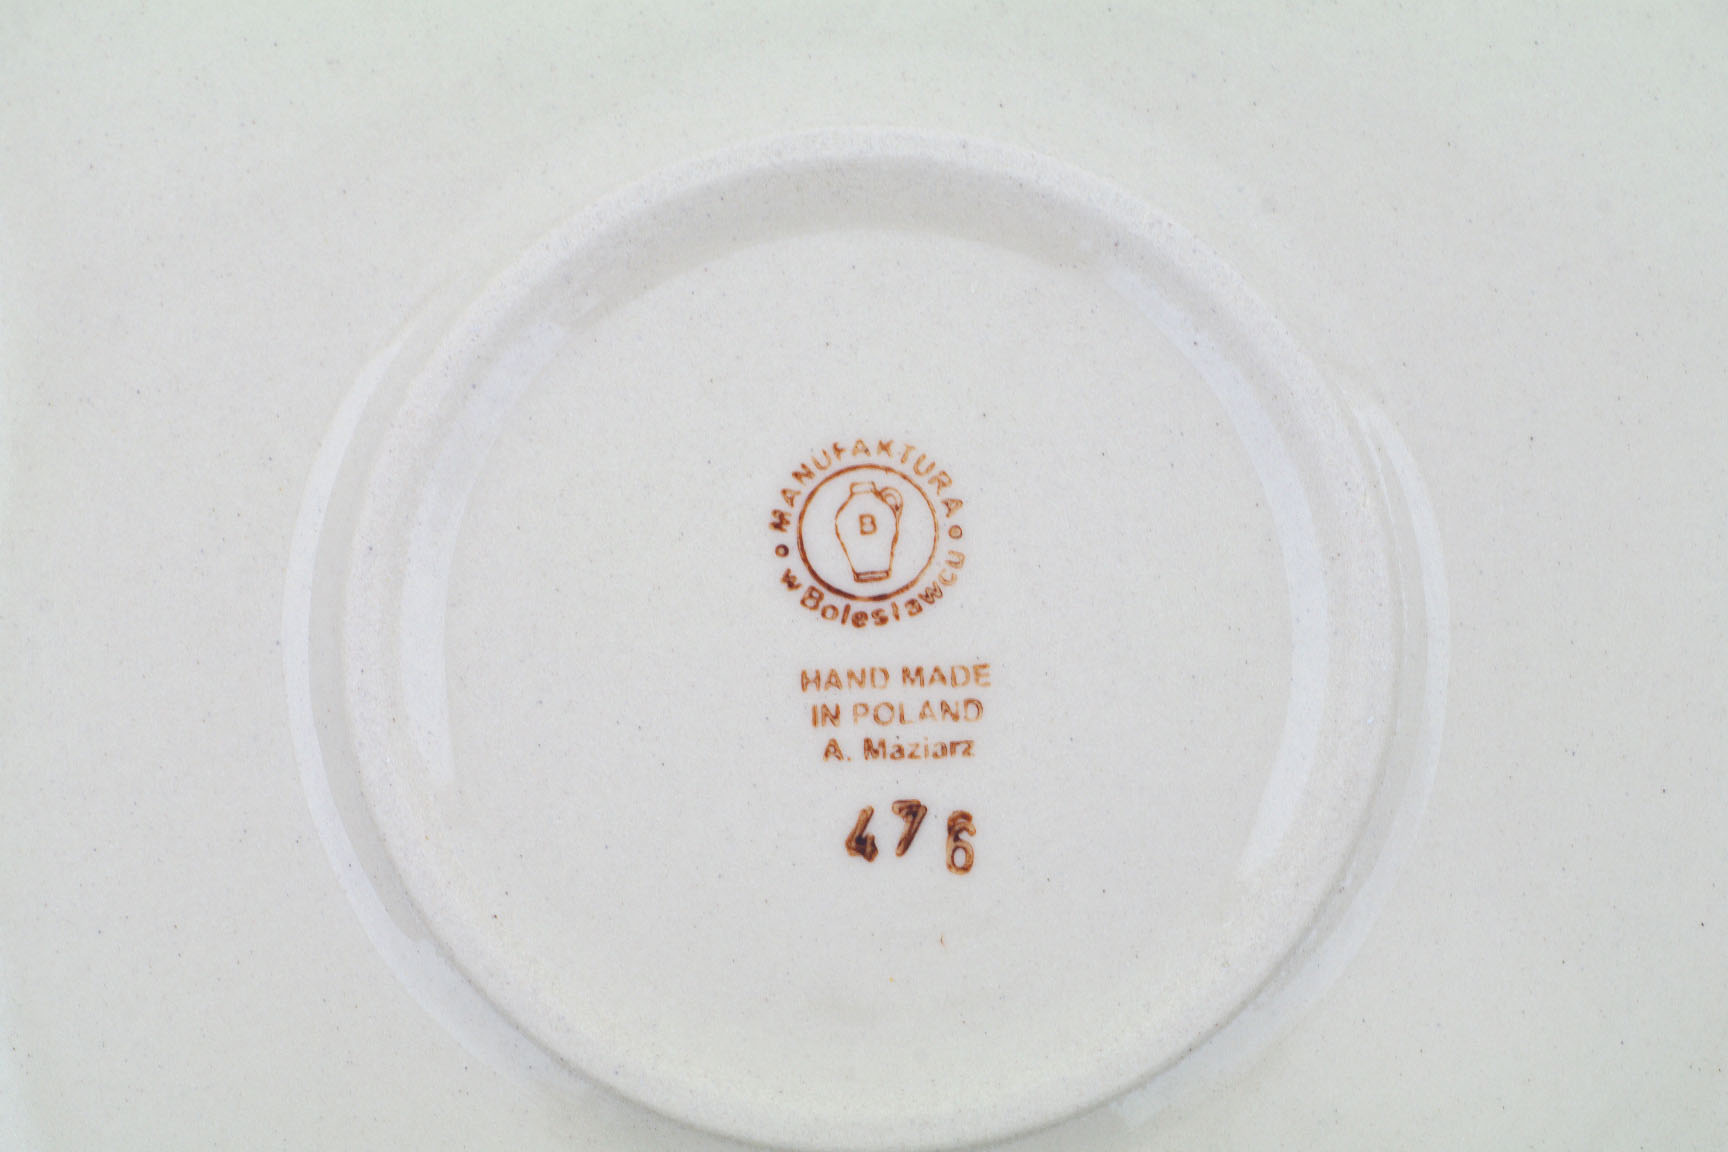 MANUFAKTURA
B
w Bolesławcu
HAND MADE
IN POLAND
A. Maziarz
476